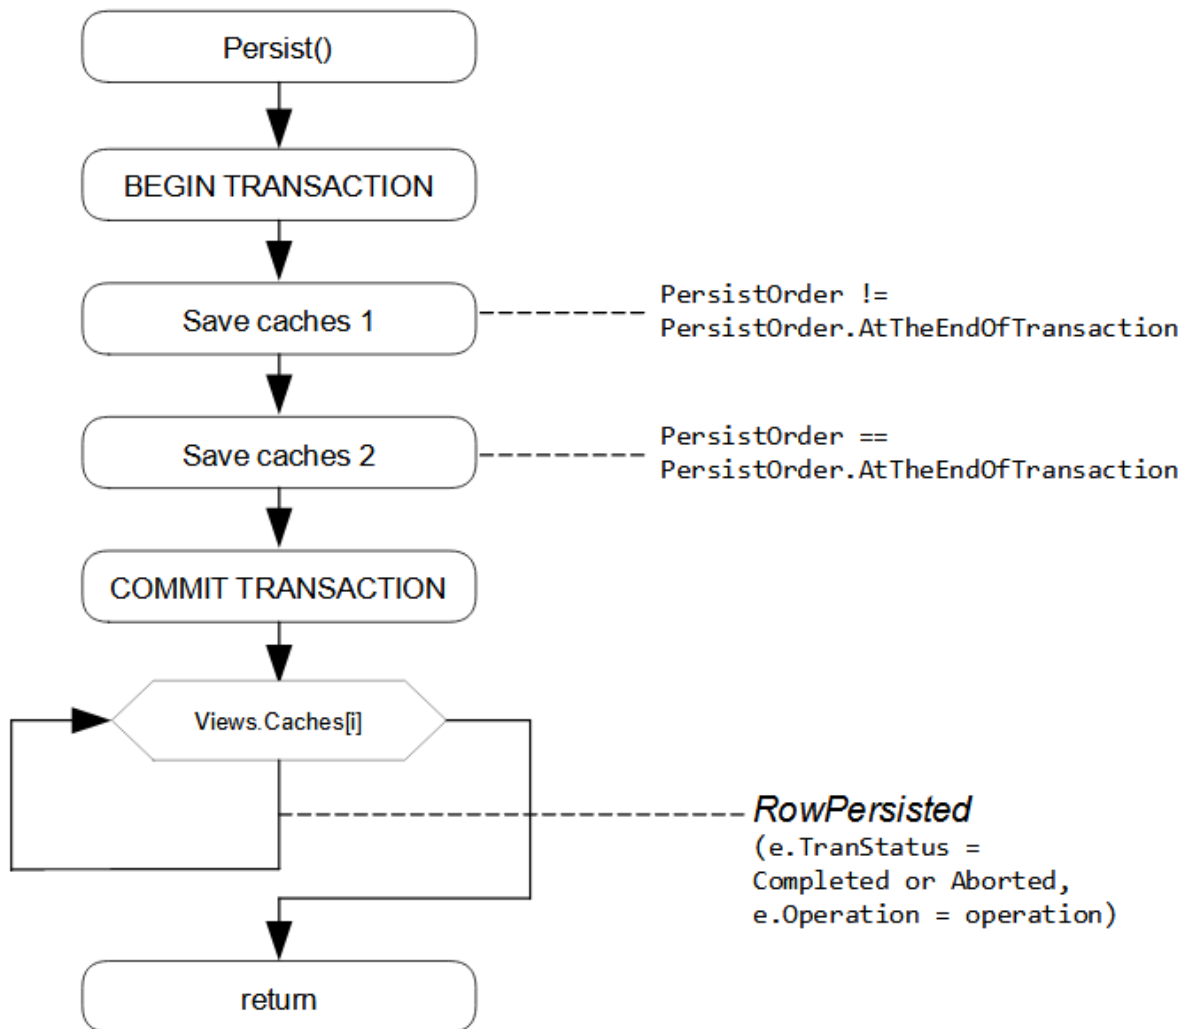 Persist()
BEGIN TRANSACTION
Save caches 1
PersistOrder !=
PersistOrder.AtTheEndOfTransaction
Save caches 2
PersistOrder ==
PersistOrder.AtTheEndOfTransaction
COMMIT TRANSACTION
Views.Caches[i]
RowPersisted
(e.TranStatus =
Completed or Aborted,
e.Operation = operation)
return